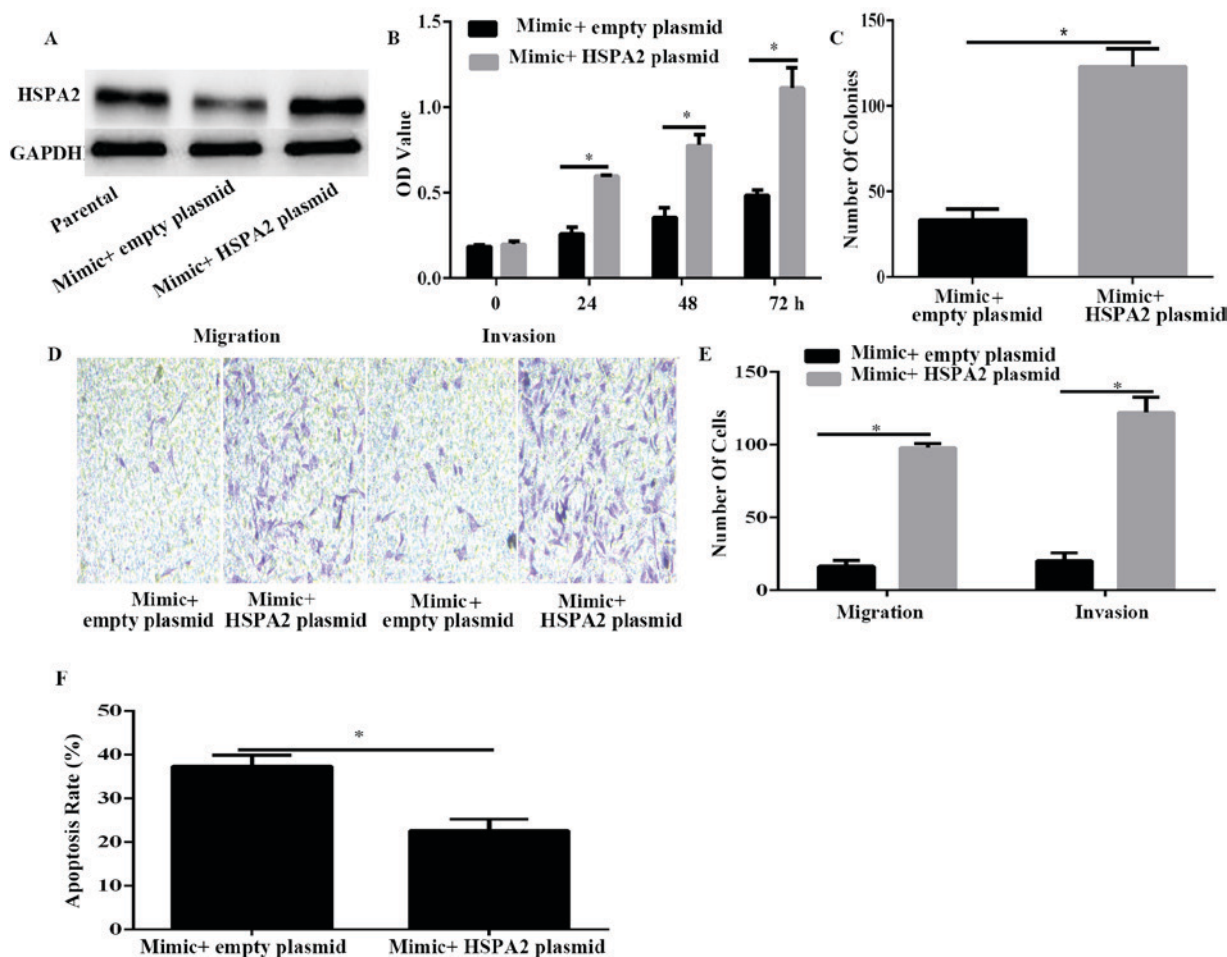 A
HSPA2
GAPDH
Parental
Mimic+ empty plasmid
Mimic+ HSPA2 plasmid
B
Mimic+ empty plasmid
Mimic+ HSPA2 plasmid
OD Value
1.5
1.0
0.5
0.0
*
*
*
0 24 48 72 h
C
Number Of Colonies
150
100
50
0
*
Mimic+
empty plasmid
Mimic+
HSPA2 plasmid
D
Migration Invasion
Mimic+
empty plasmid
Mimic+
HSPA2 plasmid
Mimic+
empty plasmid
Mimic+
HSPA2 plasmid
E
Mimic+ empty plasmid
Mimic+ HSPA2 plasmid
Number Of Cells
150
100
50
0
*
*
Migration Invasion
F
Apoptosis Rate (%)
50
40
30
20
10
0
*
Mimic+ empty plasmid Mimic+ HSPA2 plasmid